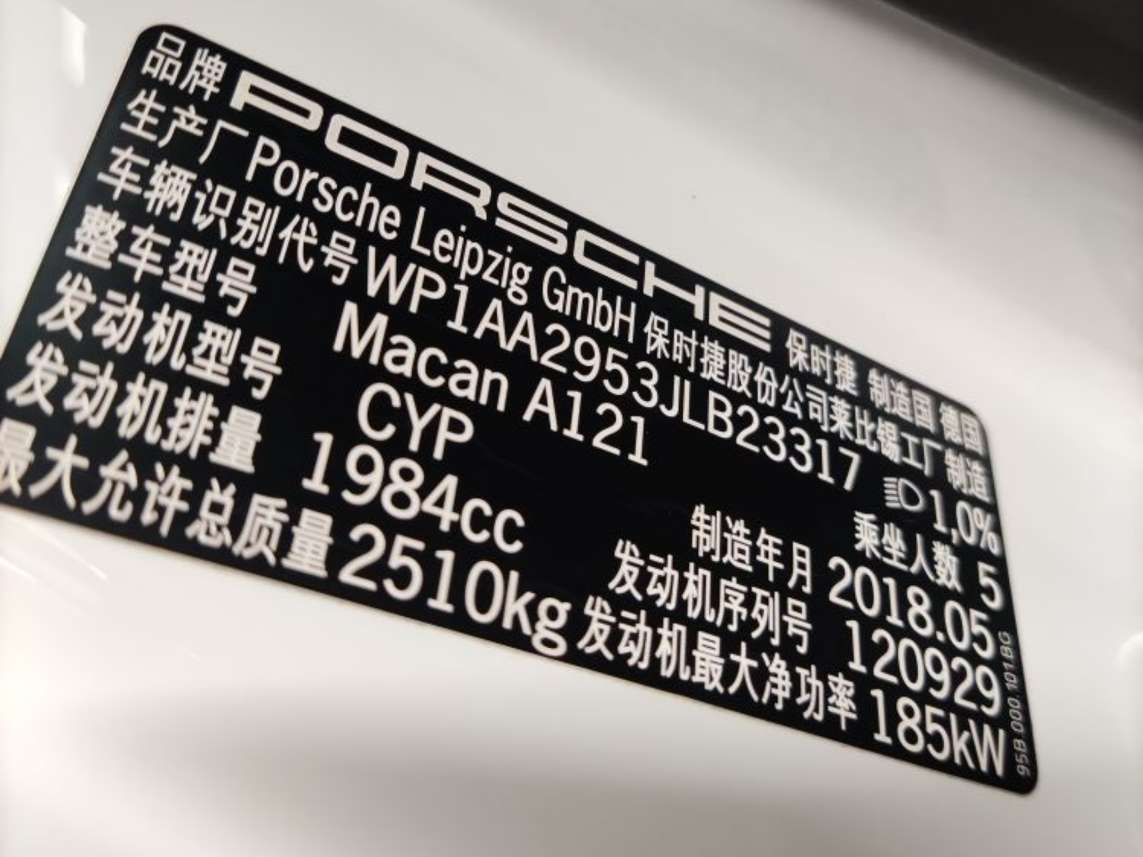 品牌 PORSCHE 保时捷 制造国 德国
生产厂 Porsche Leipzig GmbH 保时捷股份公司莱比锡工厂制造
车辆识别代号 WP1AA2953JLB23317 1,0%
整车型号 Macan A121 乘坐人数 5
发动机型号 CYP 制造年月 2018.05
发动机排量 1984cc 发动机序列号 120929
最大允许总质量 2510kg 发动机最大净功率 185kW
95B 000.101.BG